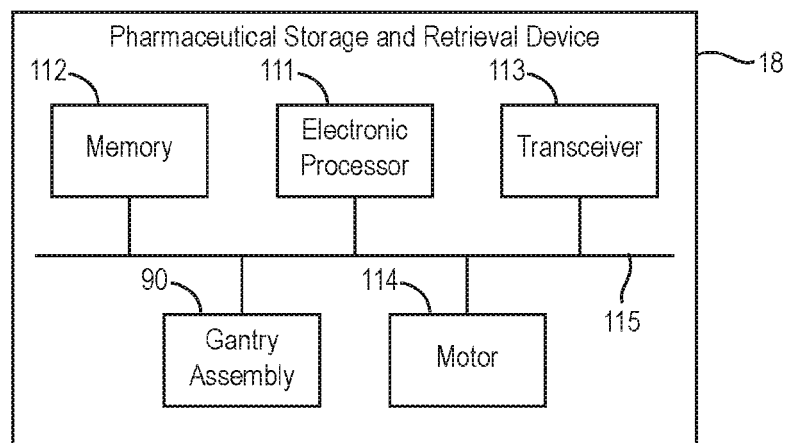 Pharmaceutical Storage and Retrieval Device
18
112
111
113
Memory
Electronic
Processor
Transceiver
90
114
115
Gantry
Assembly
Motor